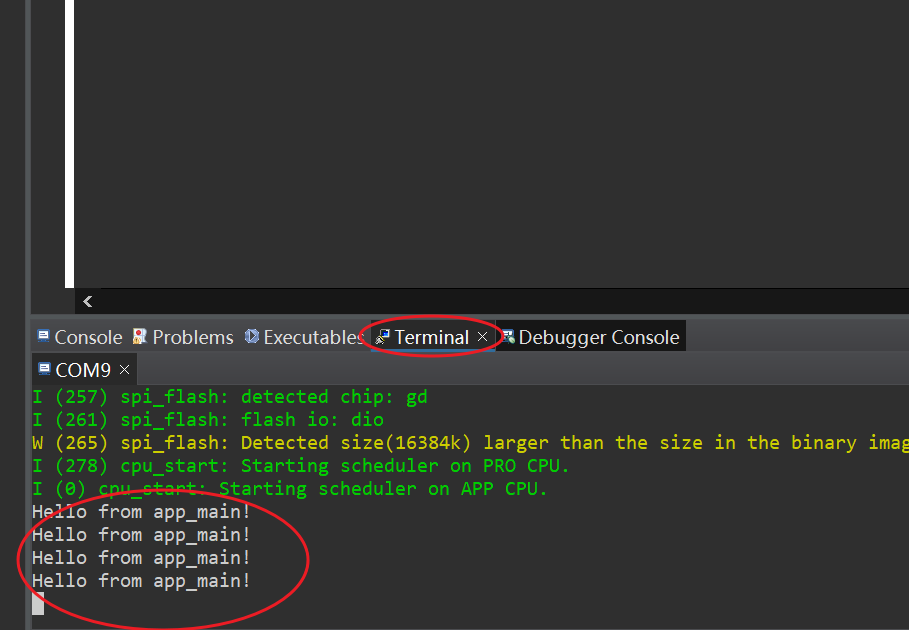 Console Problems Executables Terminal Debugger Console
COM9
I (257) spi_flash: detected chip: gd
I (261) spi_flash: flash io: dio
W (265) spi_flash: Detected size(16384k) larger than the size in the binary imag
I (278) cpu_start: Starting scheduler on PRO CPU.
I (0) cpu_start: Starting scheduler on APP CPU.
Hello from app_main!
Hello from app_main!
Hello from app_main!
Hello from app_main!